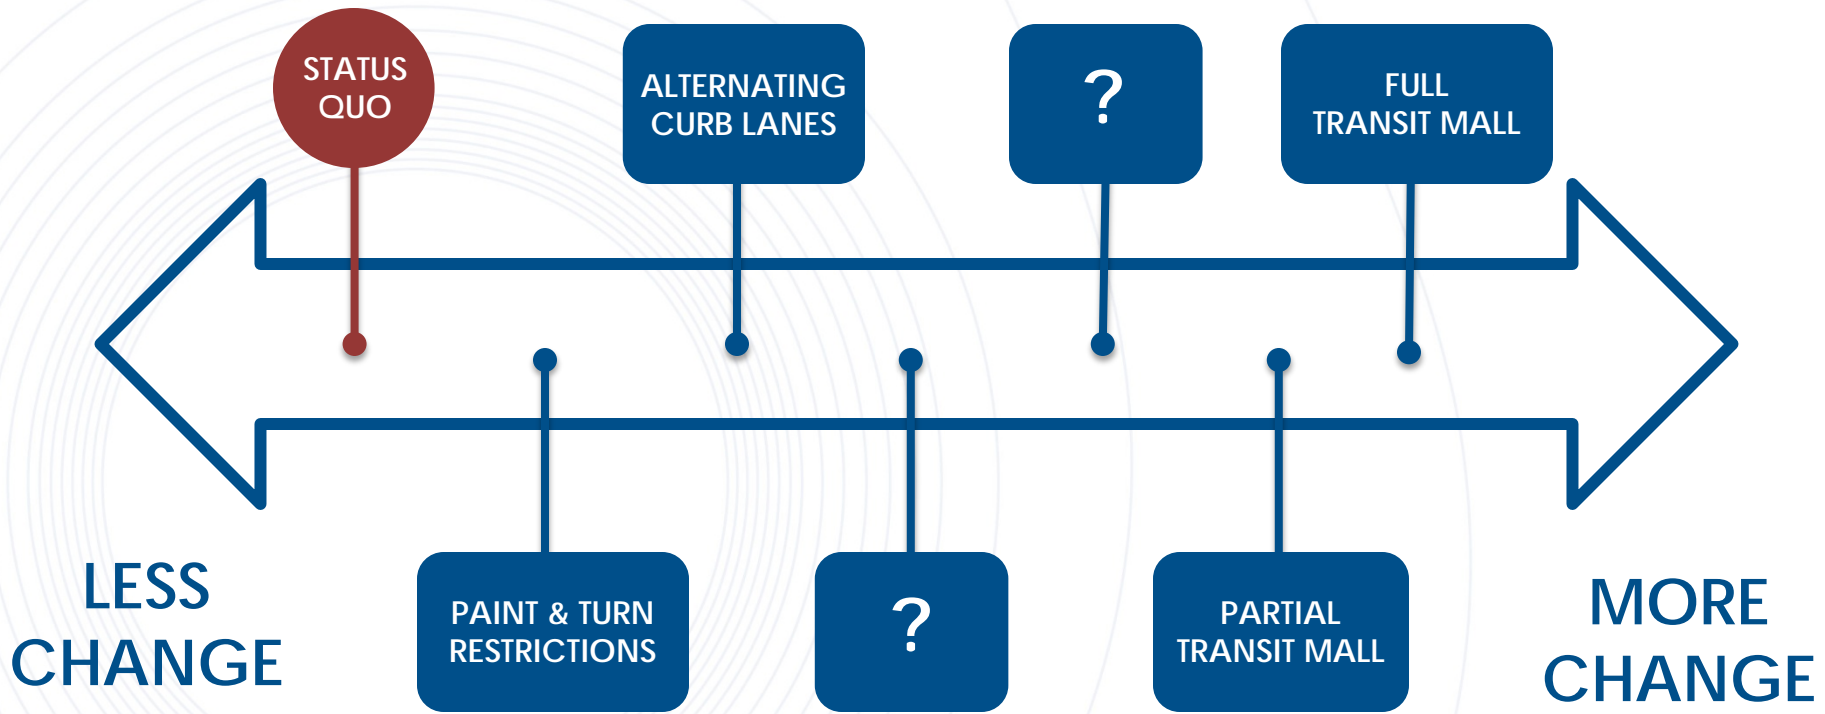 STATUS
QUO
ALTERNATING
CURB LANES
?
FULL
TRANSIT MALL
LESS
CHANGE
PAINT & TURN
RESTRICTIONS
?
PARTIAL
TRANSIT MALL
MORE
CHANGE